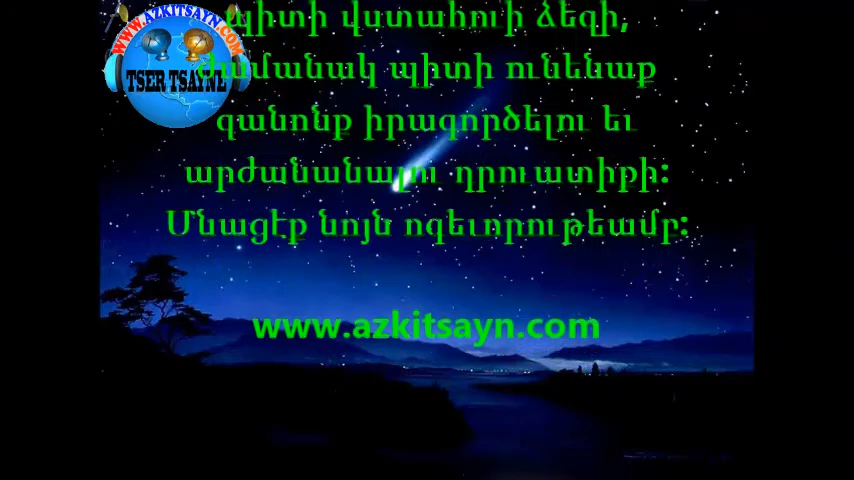 WWW.AZKITSAYN.COM
TSER TSAYNE
պիտի վստահուի ձեզի,
ժամանակ պիտի ունենաք
զանոնք իրագործելու եւ
արժանանալու դրուատիքի:
Մնացէք նոյն ոգեւորութեամբ:
www.azkitsayn.com